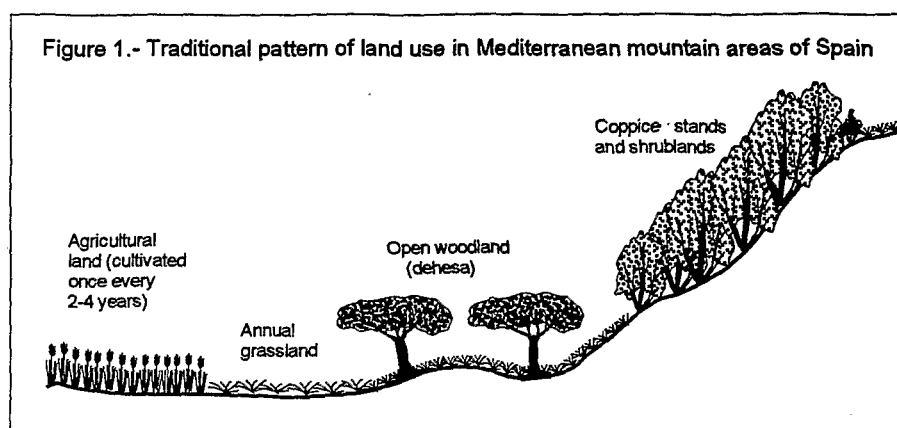 Figure 1.- Traditional pattern of land use in Mediterranean mountain areas of Spain
Coppice stands
and shrublands
Agricultural
land (cultivated
once every
2-4 years)
Open woodland
(dehesa)
Annual
grassland